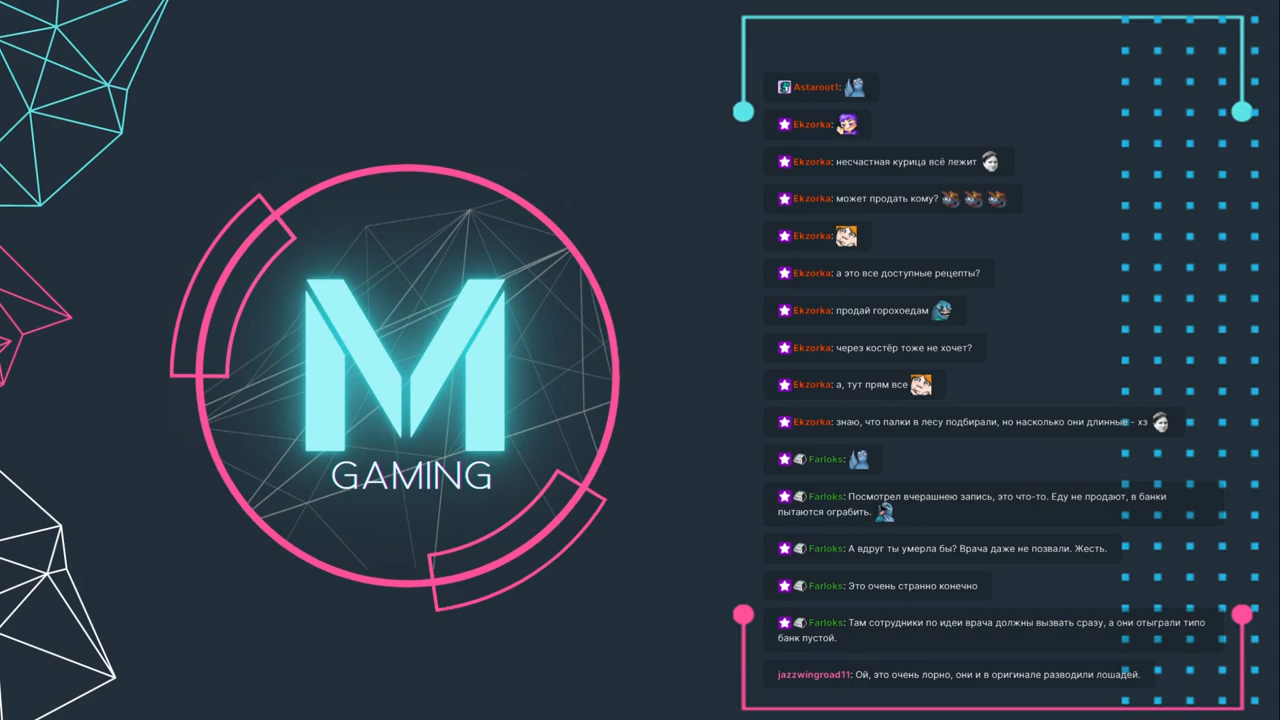 M
GAMING
Astaroot1:
Ekzorka:
Ekzorka: несчастная курица всё лежит
Ekzorka: может продать кому?
Ekzorka:
Ekzorka: а это все доступные рецепты?
Ekzorka: продай горохоедам
Ekzorka: через костёр тоже не хочет?
Ekzorka: а, тут прям все
Ekzorka: знаю, что палки в лесу подбирали, но насколько они длинные - хз
Farloks:
Farloks: Посмотрел вчерашнею запись, это что-то. Еду не продают, в банки
пытаются ограбить.
Farloks: А вдруг ты умерла бы? Врача даже не позвали. Жесть.
Farloks: Это очень странно конечно
Farloks: Там сотрудники по идеи врача должны вызвать сразу, а они отыграли типо
банк пустой.
jazzwingroad11: Ой, это очень лорно, они и в оригинале разводили лошадей.